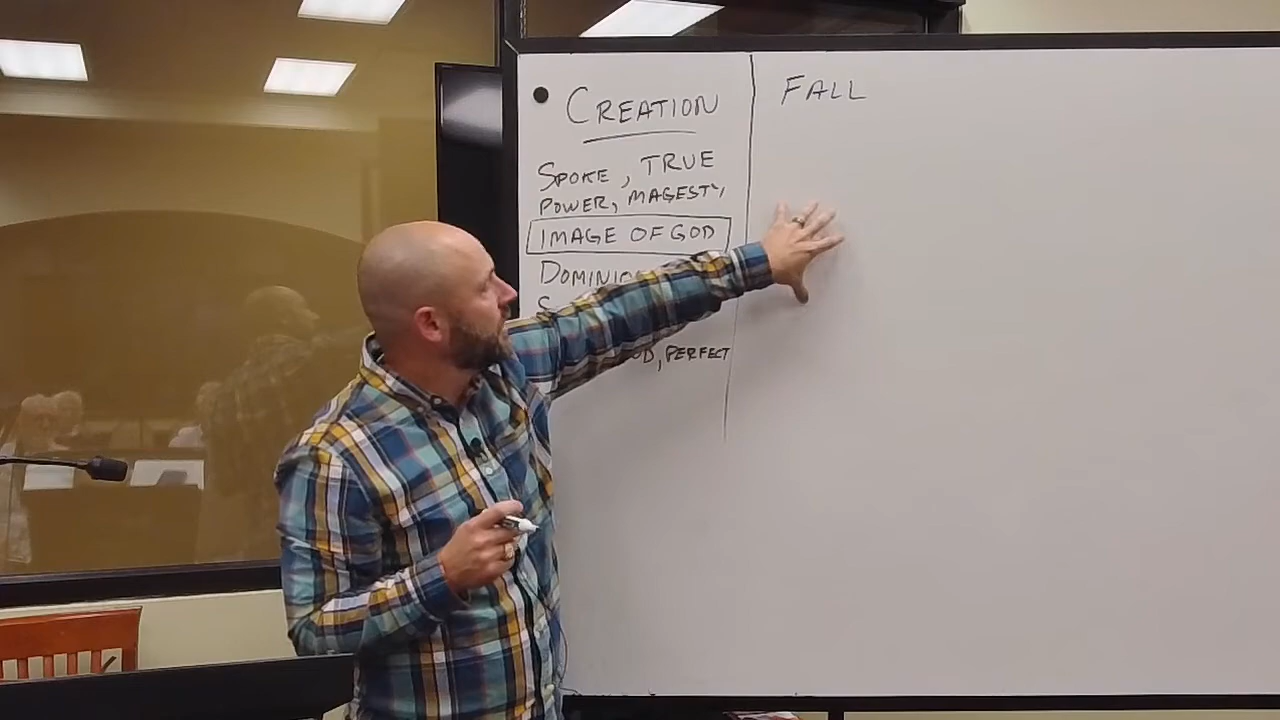 CREATION
SPOKE, TRUE
POWER, MAGESTY,
IMAGE OF GOD
PERFECT
FALL